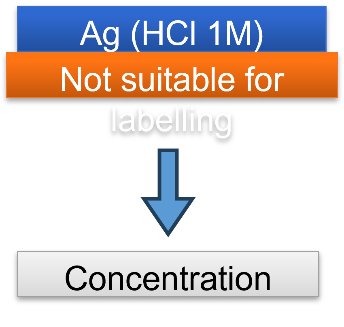 Ag (HCl 1M)
Not suitable for
labelling
Concentration